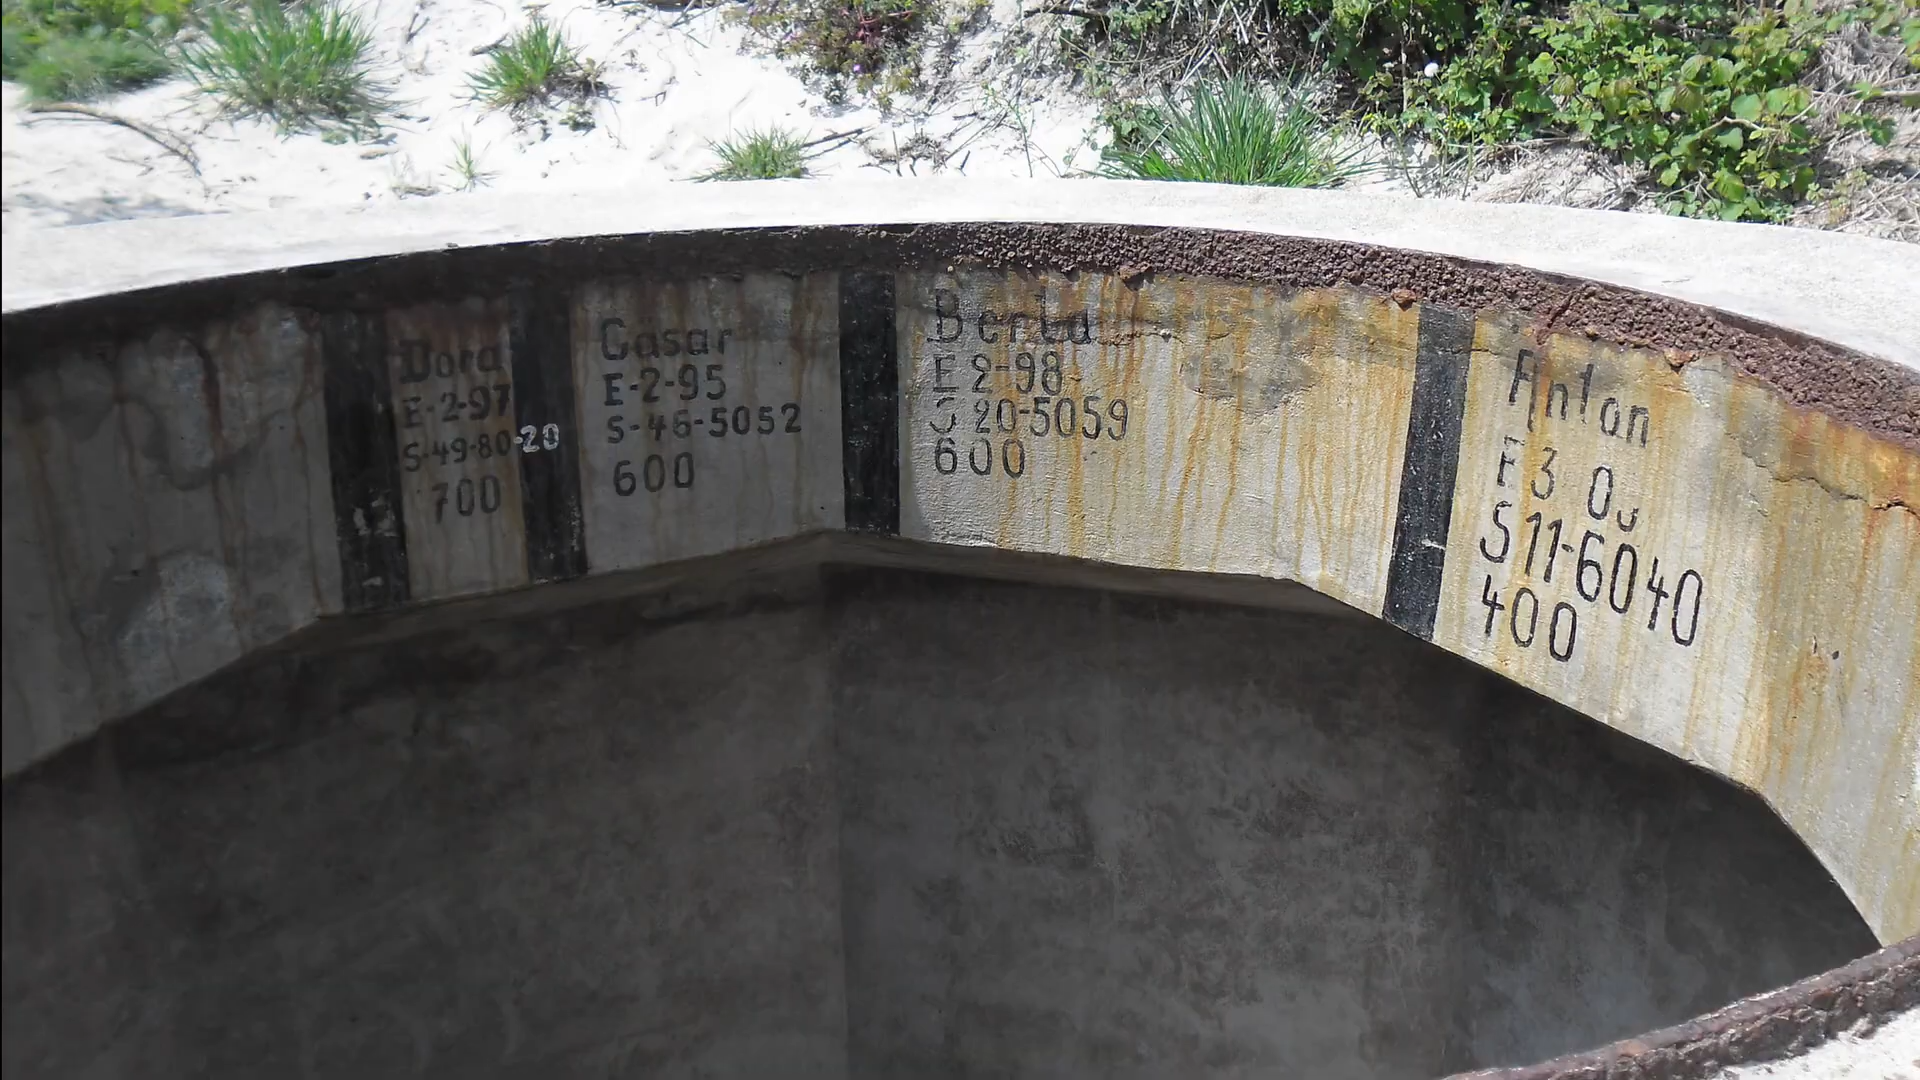 Dora
E-2-97
S-49-80-20
700
Cäsar
E-2-95
S-46-5052
600
Berta
E 2-98
S 20-5059
600
Anton
S 11-6040
400